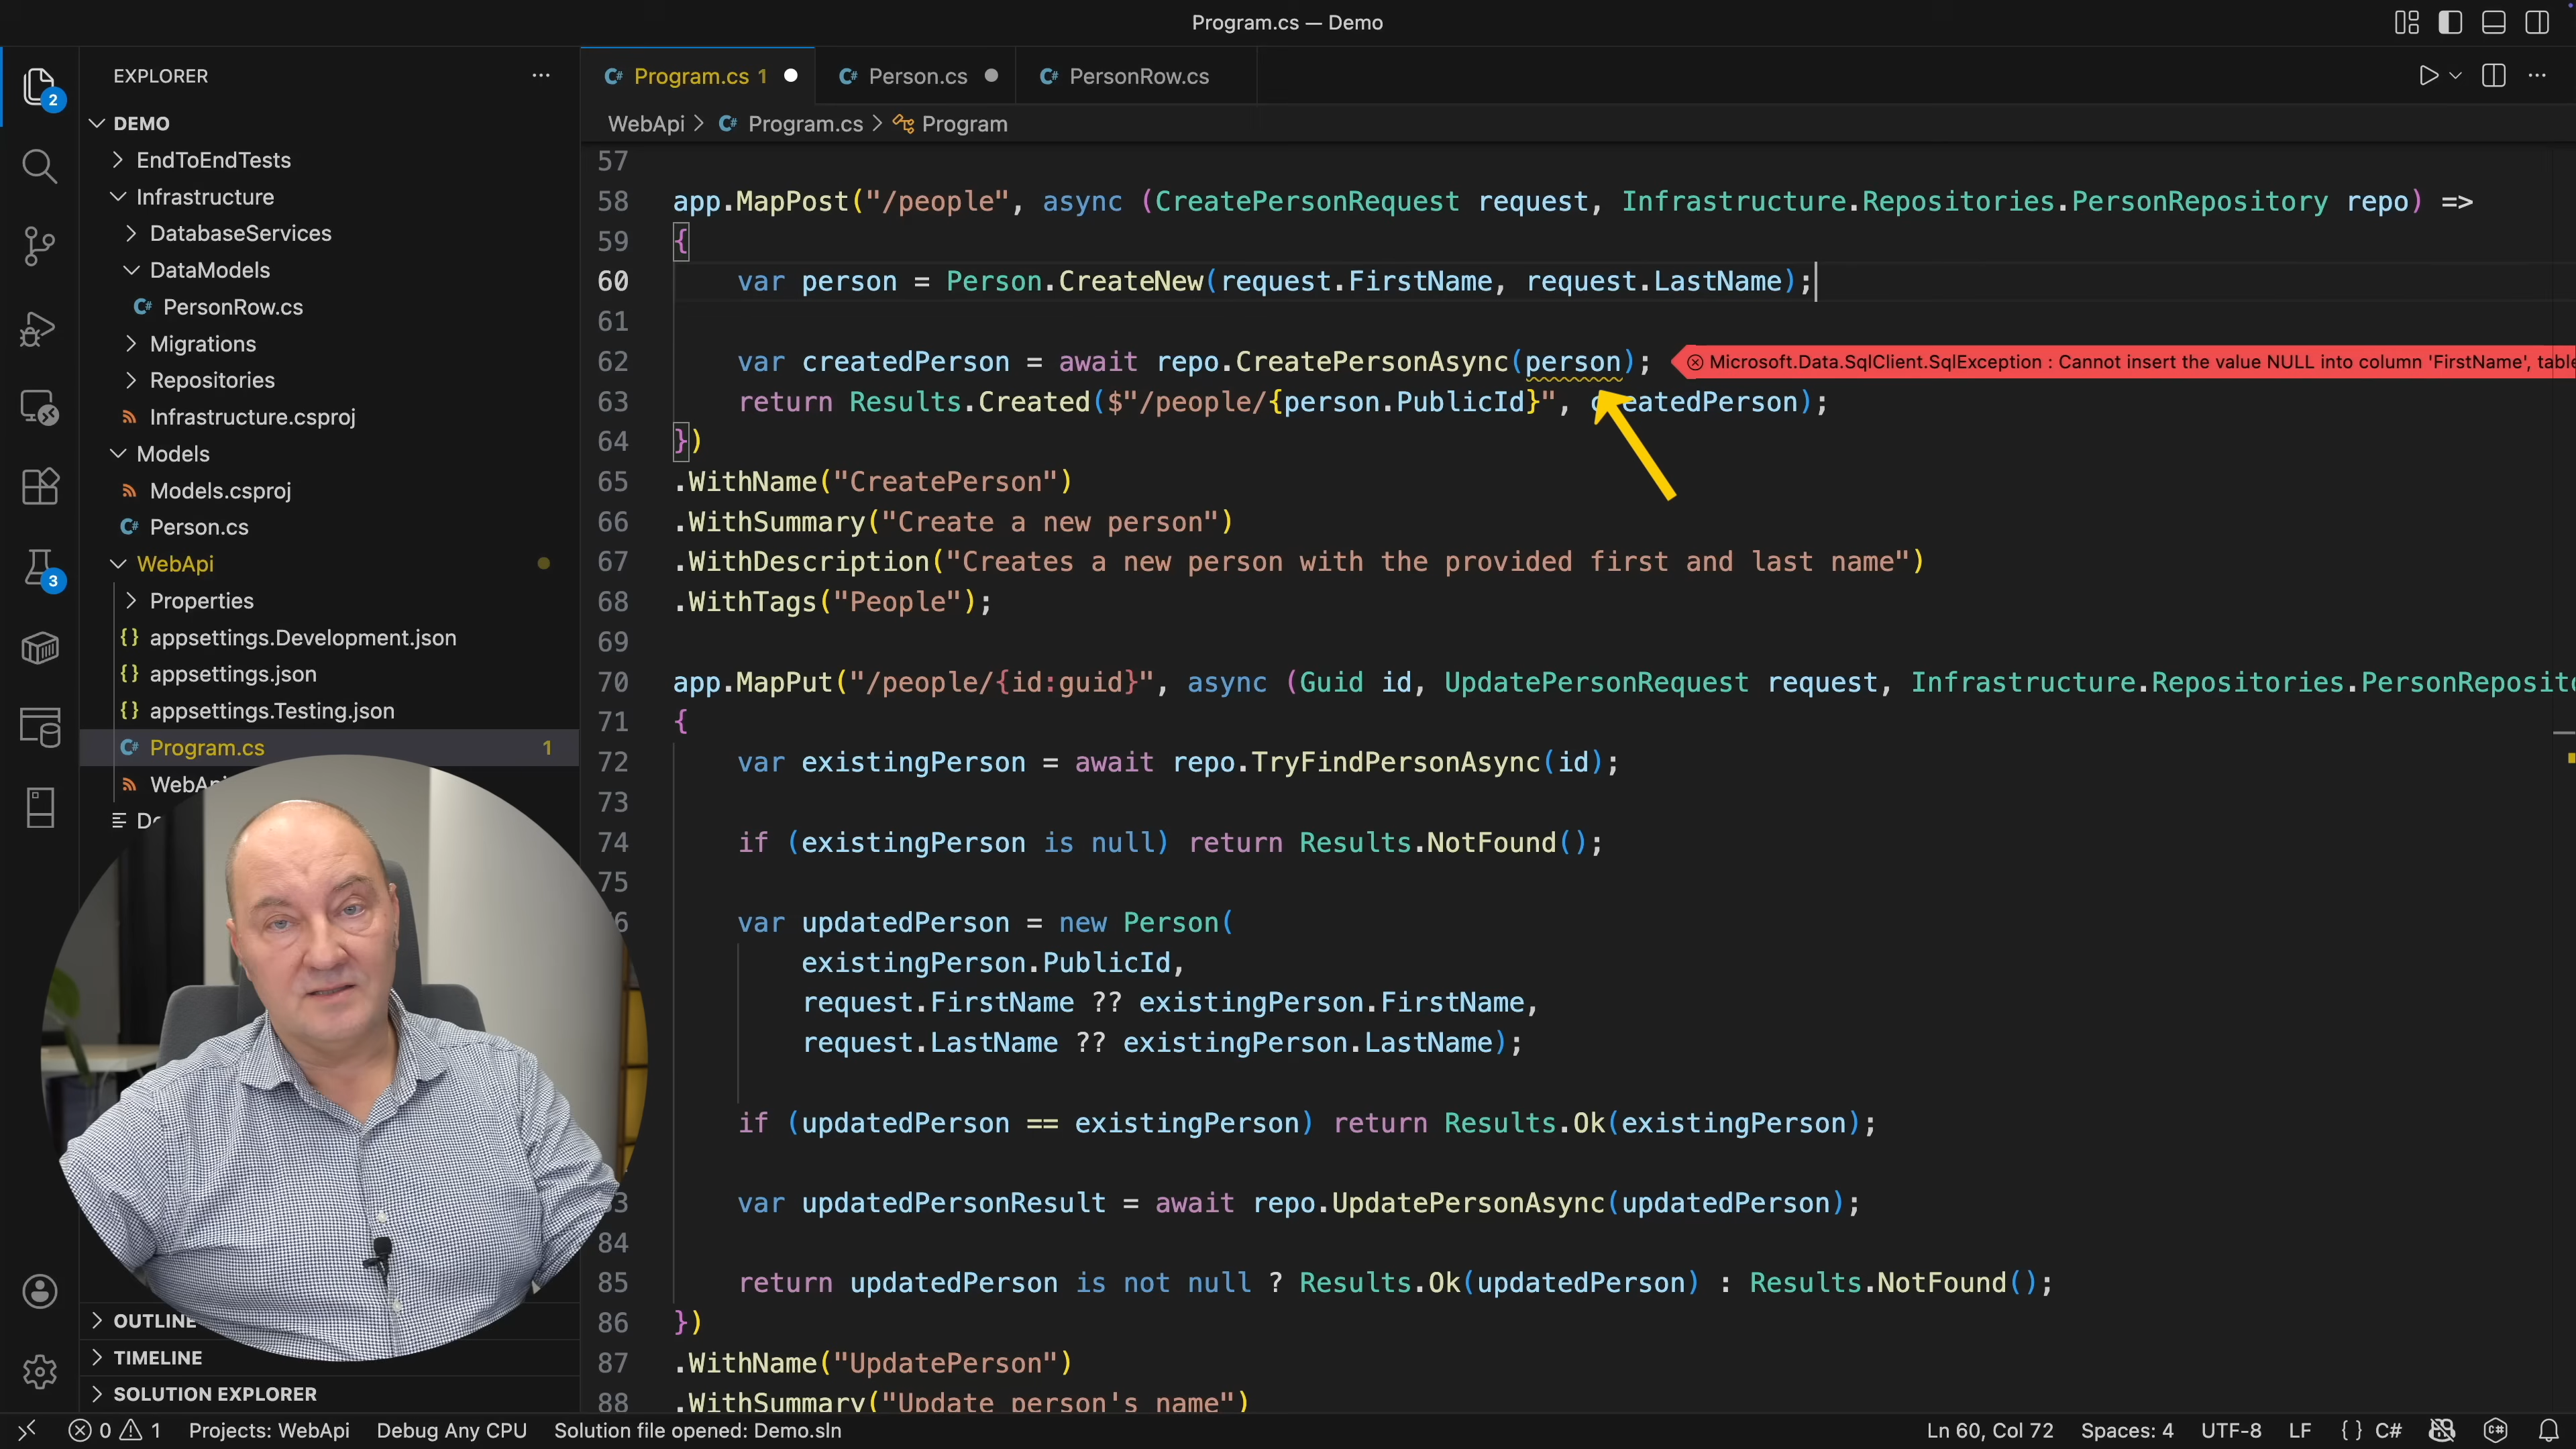 Program.cs — Demo
EXPLORER
Program.cs 1
Person.cs
PersonRow.cs
WebApi > Program.cs > Program
DEMO
EndToEndTests
Infrastructure
DatabaseServices
DataModels
PersonRow.cs
Migrations
Repositories
Infrastructure.csproj
Models
Models.csproj
Person.cs
WebApi
Properties
appsettings.Development.json
appsettings.json
appsettings.Testing.json
Program.cs 1
OUTLINE
TIMELINE
SOLUTION EXPLORER
2
3
57
58 app.MapPost("/people", async (CreatePersonRequest request, Infrastructure.Repositories.PersonRepository repo) =>
59 {
60 var person = Person.CreateNew(request.FirstName, request.LastName);
61
62 var createdPerson = await repo.CreatePersonAsync(person); Microsoft.Data.SqlClient.SqlException : Cannot insert the value NULL into column 'FirstName', table
63 return Results.Created($"/people/{person.PublicId}", createdPerson);
64 })
65 .WithName("CreatePerson")
66 .WithSummary("Create a new person")
67 .WithDescription("Creates a new person with the provided first and last name")
68 .WithTags("People");
69
70 app.MapPut("/people/{id:guid}", async (Guid id, UpdatePersonRequest request, Infrastructure.Repositories.PersonReposito
71 {
72 var existingPerson = await repo.TryFindPersonAsync(id);
73
74 if (existingPerson is null) return Results.NotFound();
75
var updatedPerson = new Person(
existingPerson.PublicId,
request.FirstName ?? existingPerson.FirstName,
request.LastName ?? existingPerson.LastName);
if (updatedPerson == existingPerson) return Results.Ok(existingPerson);
var updatedPersonResult = await repo.UpdatePersonAsync(updatedPerson);
84
85 return updatedPerson is not null ? Results.Ok(updatedPerson) : Results.NotFound();
86 })
87 .WithName("UpdatePerson")
88 .WithSummary("Update person's name")
0 1 Projects: WebApi Debug Any CPU Solution file opened: Demo.sln Ln 60, Col 72 Spaces: 4 UTF-8 LF { } C#